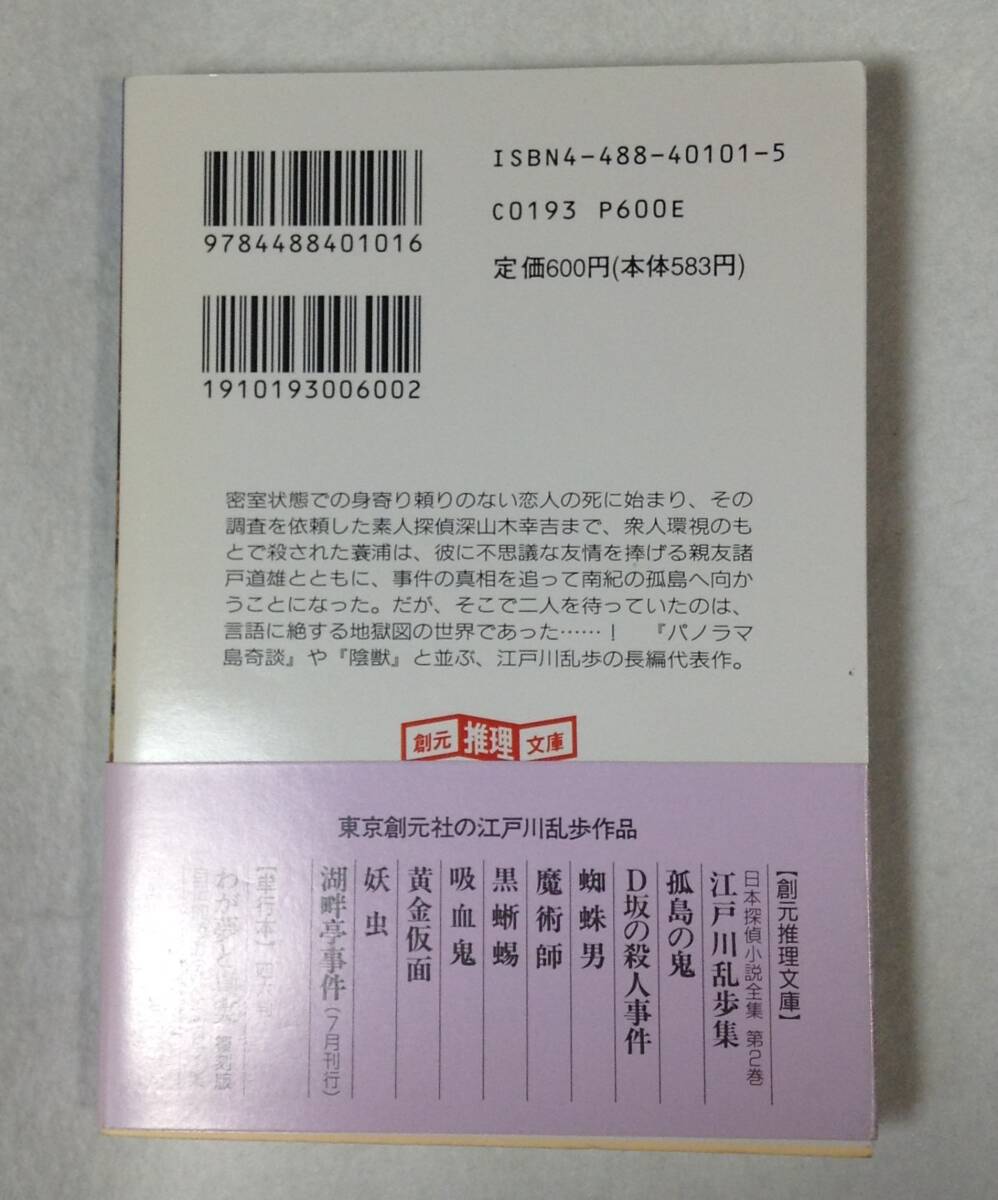 ISBN4-488-40101-5
C0193 P600E
定価600円(本体583円)
9784488401016
1910193006002
密室状態での身寄り頼りのない恋人の死に始まり、その
調査を依頼した素人探偵深山木幸吉まで、衆人環視のも
とで殺された蓑浦は、彼に不思議な友情を捧げる親友諸
戸道雄とともに、事件の真相を追って南紀の孤島へ向か
うことになった。だが、そこで二人を待っていたのは、
言語に絶する地獄図の世界であった……!　『パノラマ
島奇談』や『陰獣』と並ぶ、江戸川乱歩の長編代表作。
創元 推理 文庫
東京創元社の江戸川乱歩作品
【創元推理文庫】
日本探偵小説全集 第2巻
江戸川乱歩集
孤島の鬼
D坂の殺人事件
蜘蛛男
魔術師
黒蜥蜴
吸血鬼
黄金仮面
妖虫
湖畔亭事件(7月刊行)
【単行本】四六判
わが夢と真実 復刻版